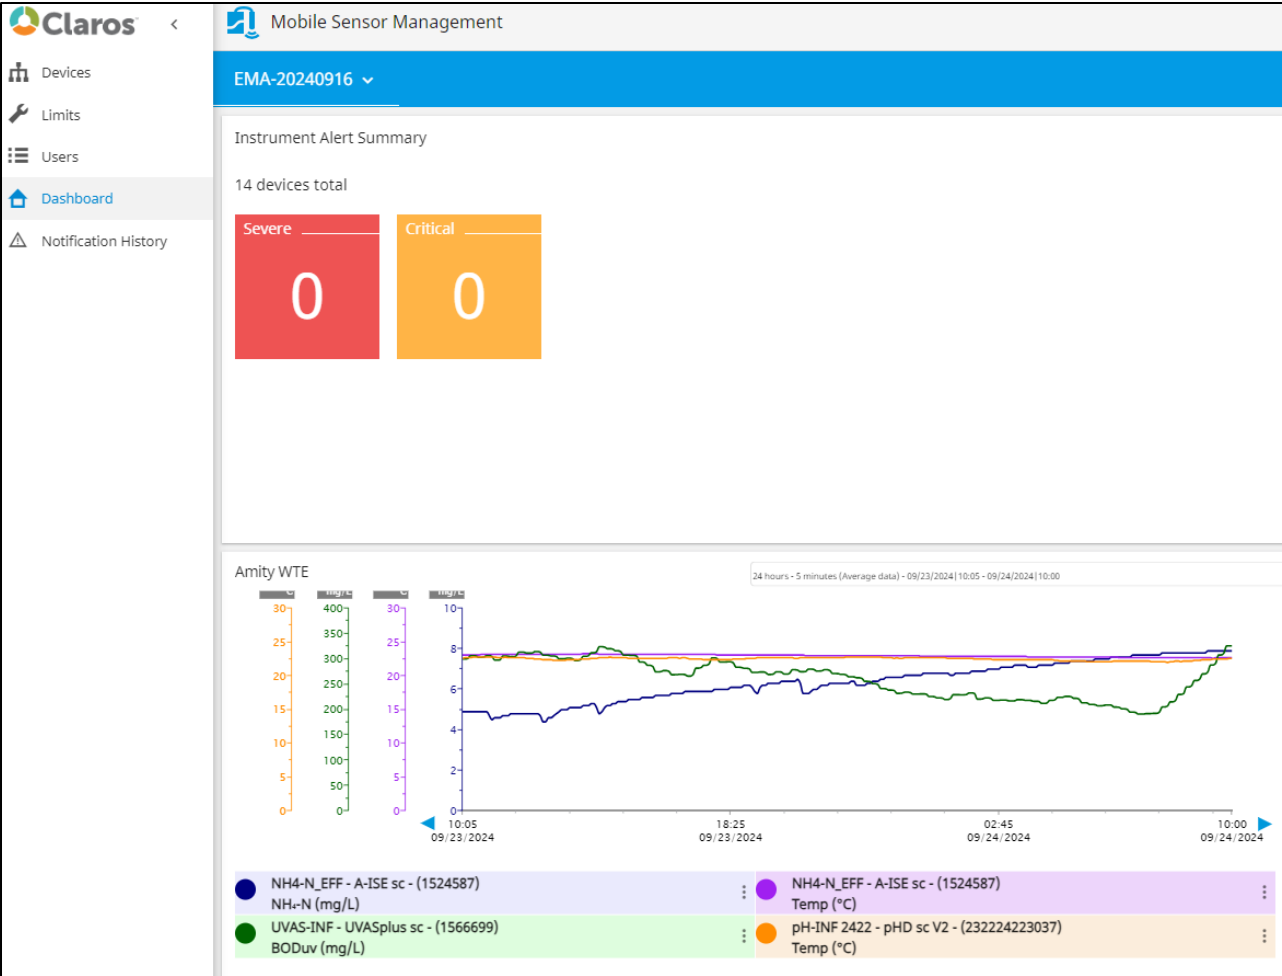 Claros
Mobile Sensor Management
Devices
Limits
Users
Dashboard
Notification History
EMA-20240916
Instrument Alert Summary
14 devices total
Severe
0
Critical
0
Amity WTE
24 hours - 5 minutes (Average data) - 09/23/2024|10:05 - 09/24/2024|10:00
°C mg/L °C mg/L
30 400 30 10
350
25 25 8
300
20 250 20 6
15 200 15
150 4
10 10
100 2
5 50 5
0 0 0 0
10:05 18:25 02:45 10:00
09/23/2024 09/23/2024 09/24/2024 09/24/2024
NH4-N_EFF - A-ISE sc - (1524587)
NH₄-N (mg/L)
NH4-N_EFF - A-ISE sc - (1524587)
Temp (°C)
UVAS-INF - UVASplus sc - (1566699)
BODuv (mg/L)
pH-INF 2422 - pHD sc V2 - (232224223037)
Temp (°C)